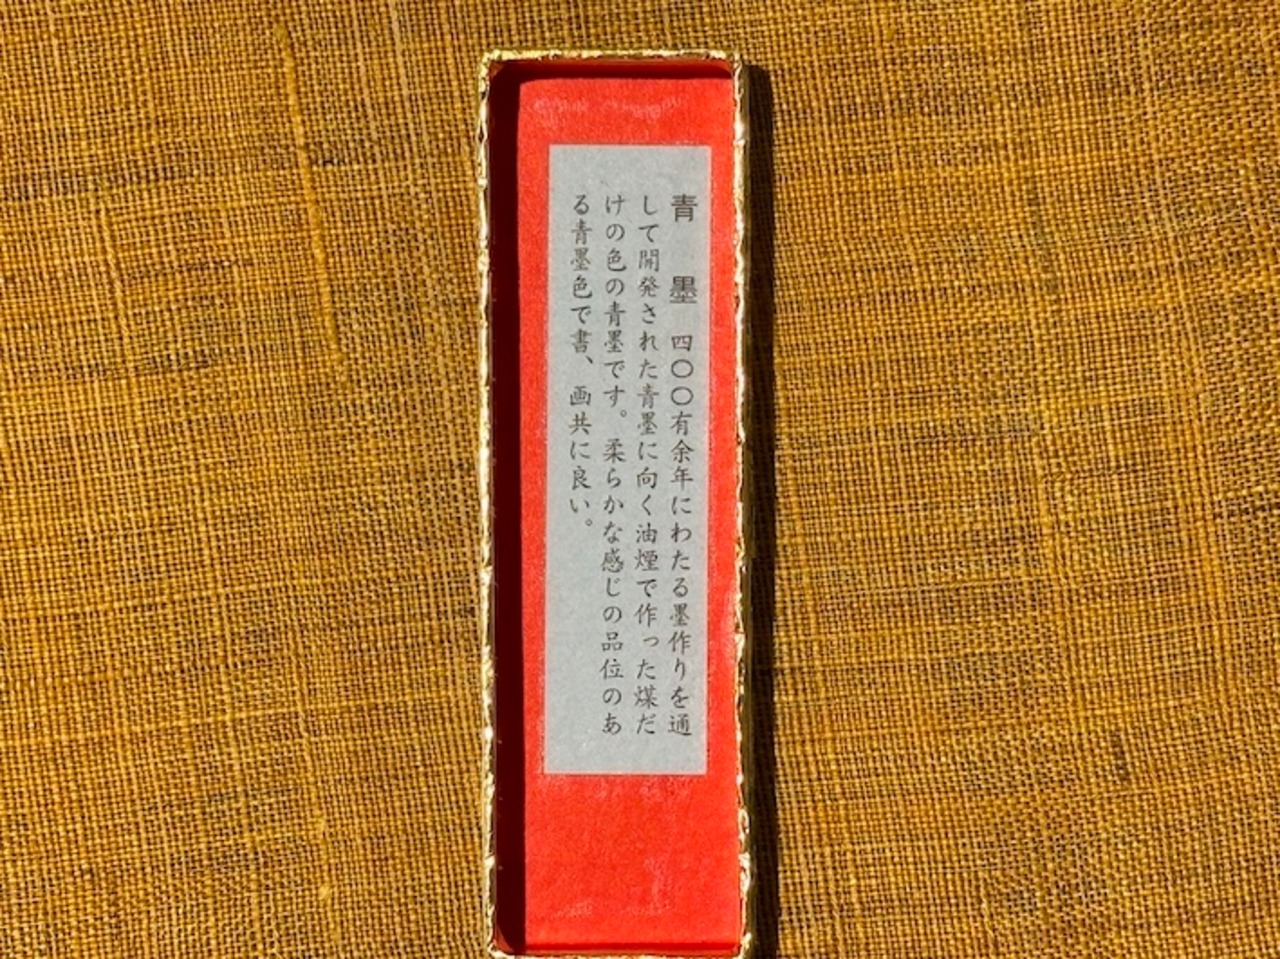 青 墨 四〇〇有余年にわたる墨作りを通
して開発された青墨に向く油煙で作った煤だ
けの色の青墨です。柔らかな感じの品位のあ
る青墨色で書、画共に良い。